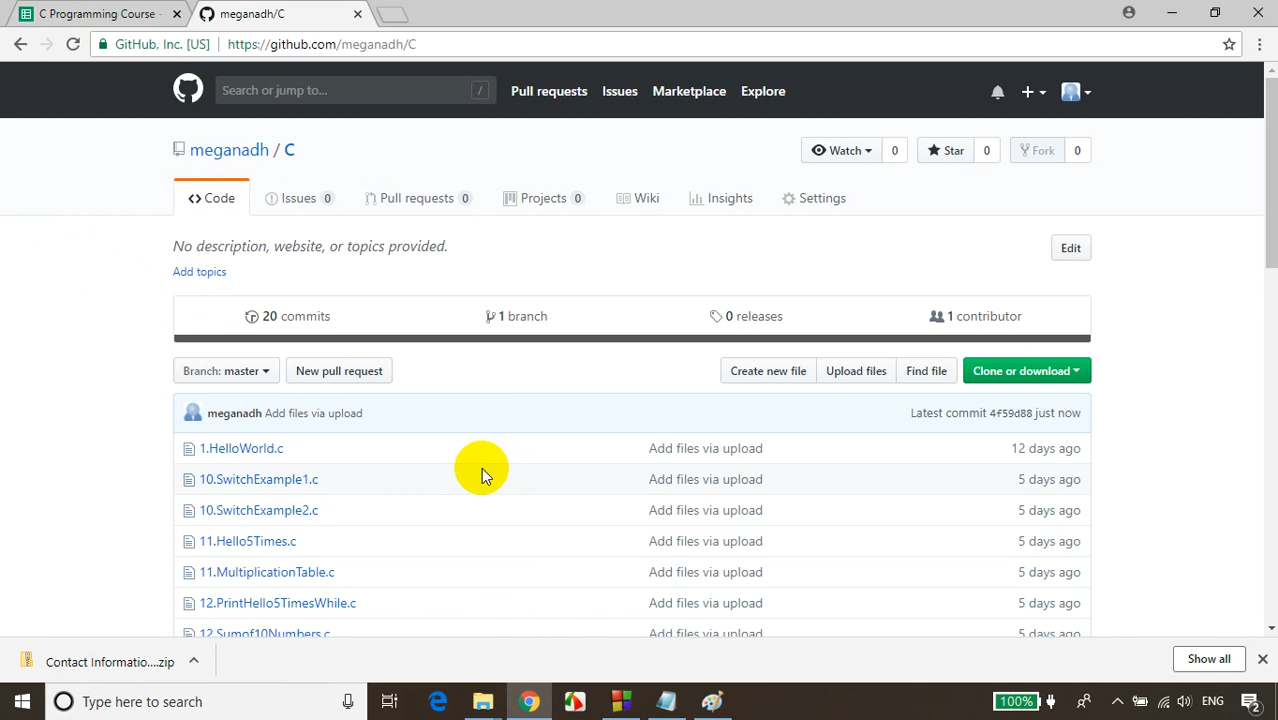 C Programming Course - 
meganadh/C
GitHub, Inc. [US]
https://github.com/meganadh/C
Search or jump to...
/
Pull requests
Issues
Marketplace
Explore
meganadh / C
Watch 0
Star 0
Fork 0
Code
Issues 0
Pull requests 0
Projects 0
Wiki
Insights
Settings
No description, website, or topics provided.
Edit
Add topics
20 commits
1 branch
0 releases
1 contributor
Branch: master
New pull request
Create new file
Upload files
Find file
Clone or download
meganadh Add files via upload
Latest commit 4f59d88 just now
1.HelloWorld.c Add files via upload 12 days ago
10.SwitchExample1.c Add files via upload 5 days ago
10.SwitchExample2.c Add files via upload 5 days ago
11.Hello5Times.c Add files via upload 5 days ago
11.MultiplicationTable.c Add files via upload 5 days ago
12.PrintHello5TimesWhile.c Add files via upload 5 days ago
12.Sumof10Numbers.c Add files via upload 5 days ago
Contact Informatio....zip
Show all
Type here to search
100%
ENG
2